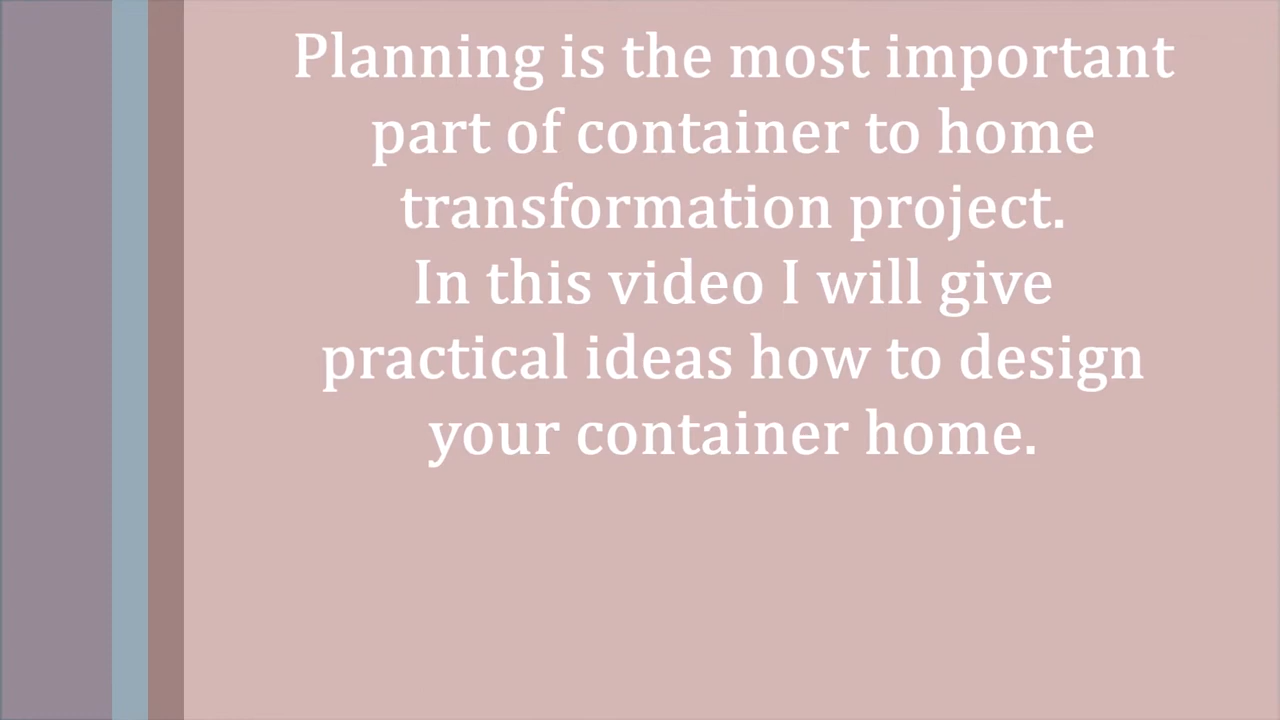 Planning is the most important
part of container to home
transformation project.
In this video I will give
practical ideas how to design
your container home.